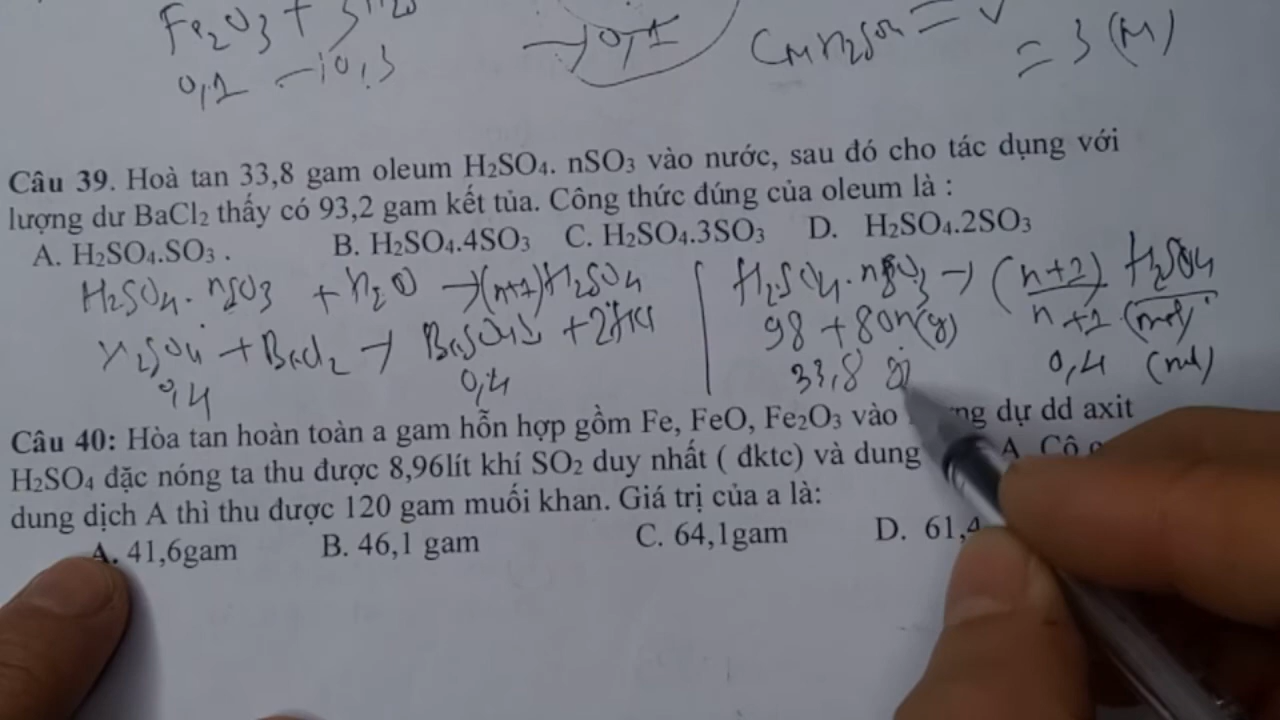 Fe₂O₃ + 3H₂
0,1 → 0,3
→ 0,1
CM H₂SO₄ =
= 3 (M)
Câu 39. Hoà tan 33,8 gam oleum H₂SO₄. nSO₃ vào nước, sau đó cho tác dụng với
lượng dư BaCl₂ thấy có 93,2 gam kết tủa. Công thức đúng của oleum là :
A. H₂SO₄.SO₃ . B. H₂SO₄.4SO₃ C. H₂SO₄.3SO₃ D. H₂SO₄.2SO₃
H₂SO₄. nSO₃ + H₂O → (n+1)H₂SO₄
H₂SO₄ + BaCl₂ → BaSO₄↓ + 2HCl
0,4 0,4
H₂SO₄. nSO₃ → (n+1) H₂SO₄
98 + 80n (g) n+1 (mol)
33,8 g 0,4 (mol)
Câu 40: Hòa tan hoàn toàn a gam hỗn hợp gồm Fe, FeO, Fe₂O₃ vào dự dd axit
H₂SO₄ đặc nóng ta thu được 8,96lít khí SO₂ duy nhất ( đktc) và dung A. Cô
dung dịch A thì thu được 120 gam muối khan. Giá trị của a là:
A. 41,6gam B. 46,1 gam C. 64,1gam D. 61,4